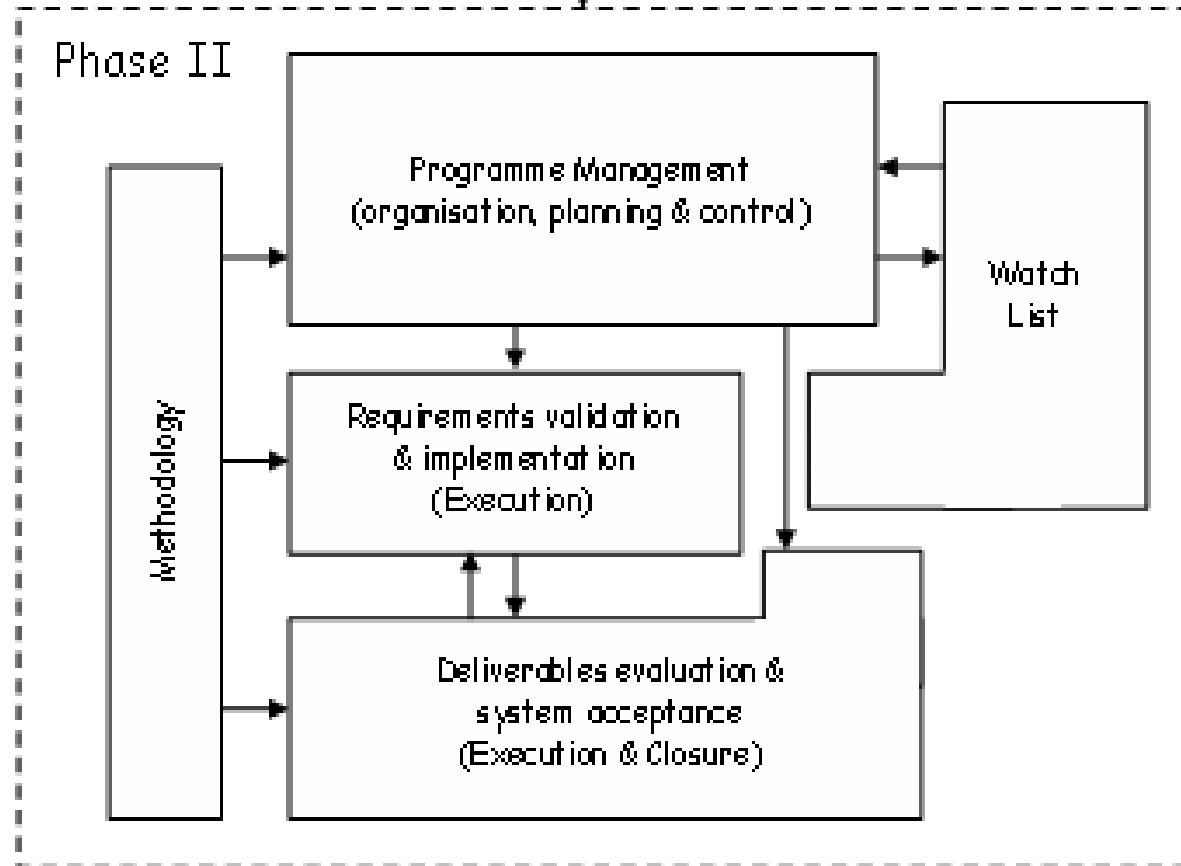 Phase II
Programme Management
(organisation, planning & control)
Watch
List
Methodology
Requirements validation
& implementation
(Execution)
Deliverables evaluation &
system acceptance
(Execution & Closure)